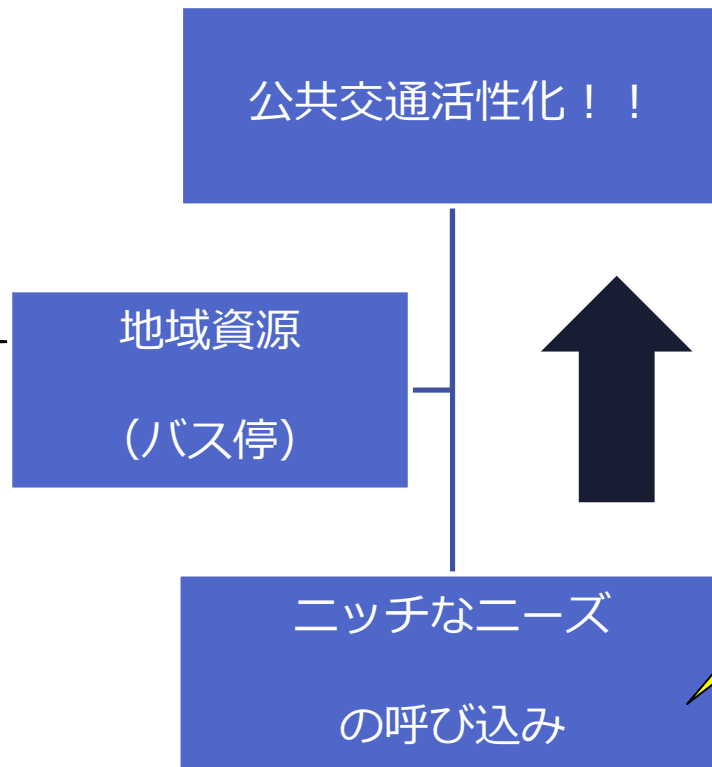 公共交通活性化！！
地域資源
（バス停）
ニッチなニーズ
の呼び込み